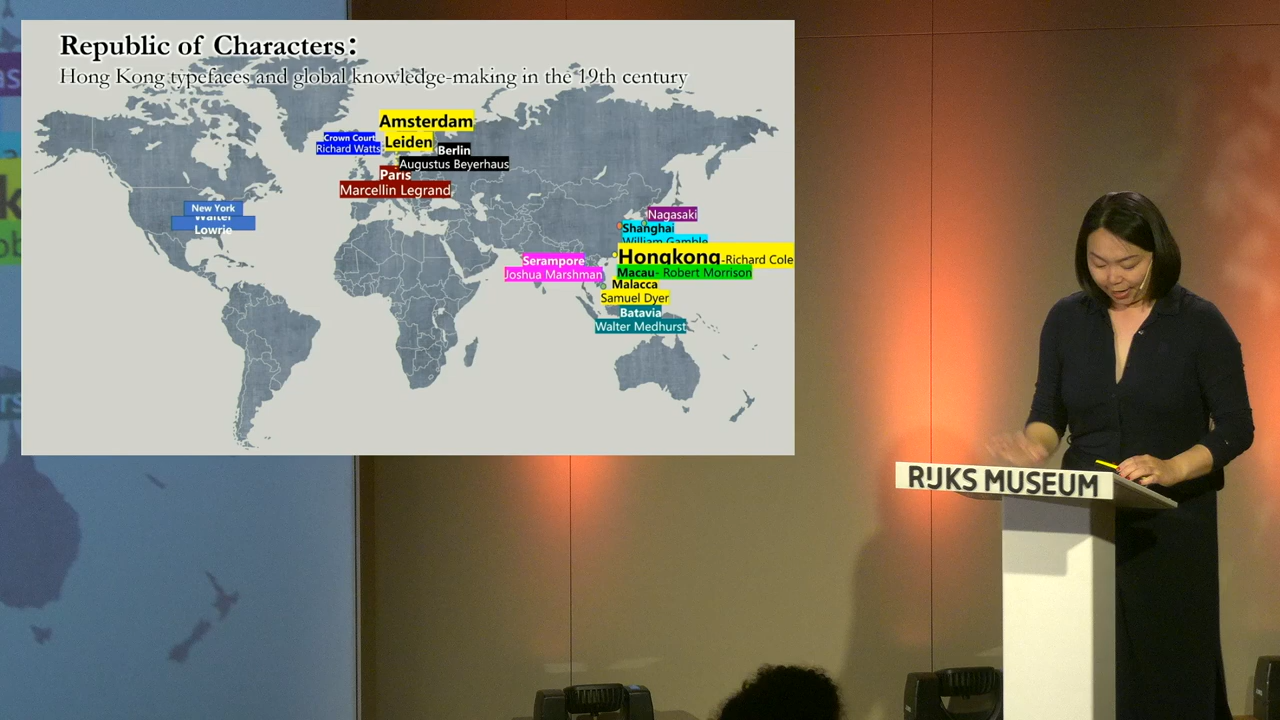 Republic of Characters:
Hong Kong typefaces and global knowledge-making in the 19th century
Amsterdam
Crown Court
Leiden
Richard Watts
Berlin
Augustus Beyerhaus
Paris
Marcellin Legrand
New York
Walter
Lowrie
Nagasaki
Shanghai
William Gamble
Hongkong-Richard Cole
Serampore
Macau- Robert Morrison
Joshua Marshman
Malacca
Samuel Dyer
Batavia
Walter Medhurst
RIJKS MUSEUM